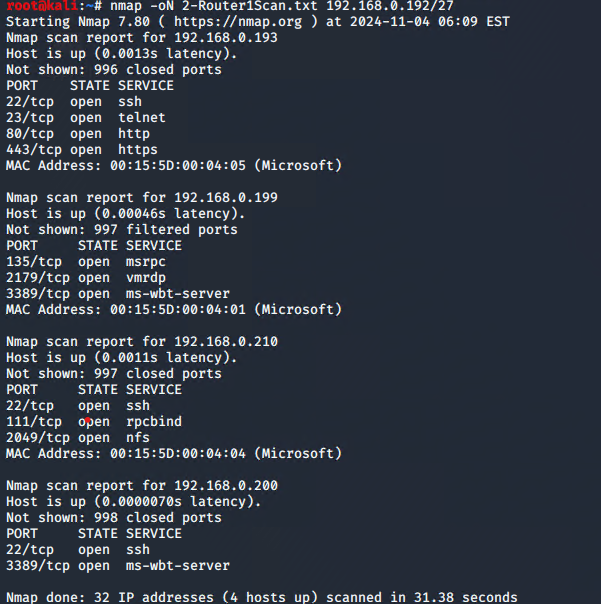 root@kali:~# nmap -oN 2-Router1Scan.txt 192.168.0.192/27
Starting Nmap 7.80 ( https://nmap.org ) at 2024-11-04 06:09 EST
Nmap scan report for 192.168.0.193
Host is up (0.0013s latency).
Not shown: 996 closed ports
PORT    STATE SERVICE
22/tcp  open  ssh
23/tcp  open  telnet
80/tcp  open  http
443/tcp open  https
MAC Address: 00:15:5D:00:04:05 (Microsoft)

Nmap scan report for 192.168.0.199
Host is up (0.00046s latency).
Not shown: 997 filtered ports
PORT     STATE SERVICE
135/tcp  open  msrpc
2179/tcp open  vmrdp
3389/tcp open  ms-wbt-server
MAC Address: 00:15:5D:00:04:01 (Microsoft)

Nmap scan report for 192.168.0.210
Host is up (0.0011s latency).
Not shown: 997 closed ports
PORT     STATE SERVICE
22/tcp   open  ssh
111/tcp  open  rpcbind
2049/tcp open  nfs
MAC Address: 00:15:5D:00:04:04 (Microsoft)

Nmap scan report for 192.168.0.200
Host is up (0.0000070s latency).
Not shown: 998 closed ports
PORT     STATE SERVICE
22/tcp   open  ssh
3389/tcp open  ms-wbt-server

Nmap done: 32 IP addresses (4 hosts up) scanned in 31.38 seconds